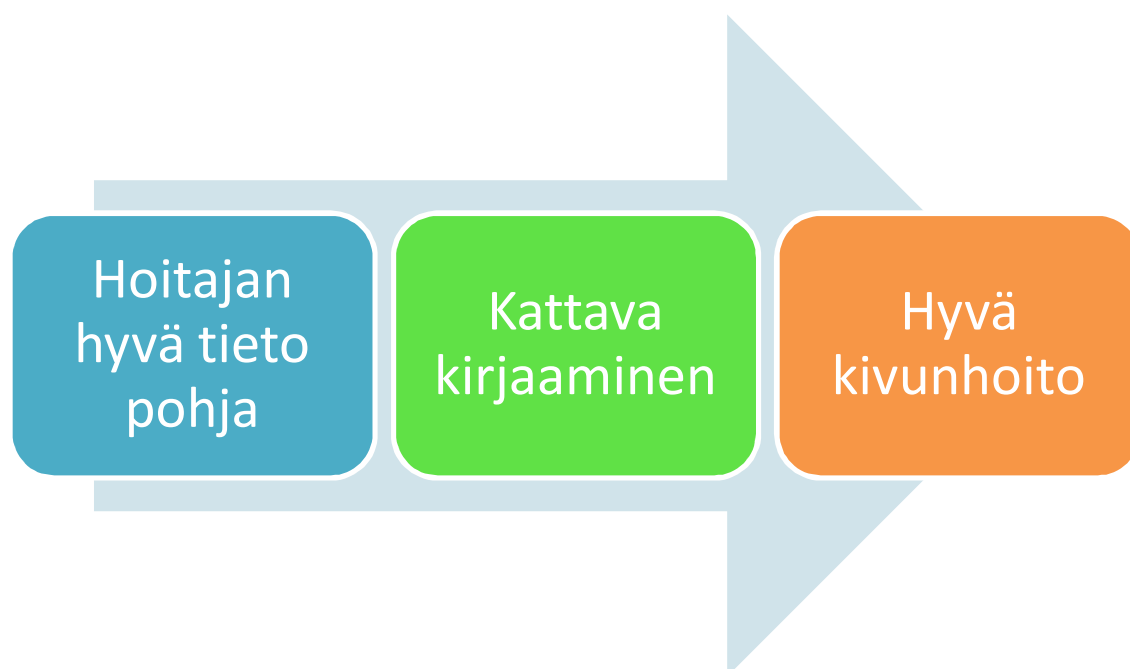 Hoitajan
hyvä tieto
pohja
Kattava
kirjaaminen
Hyvä
kivunhoito